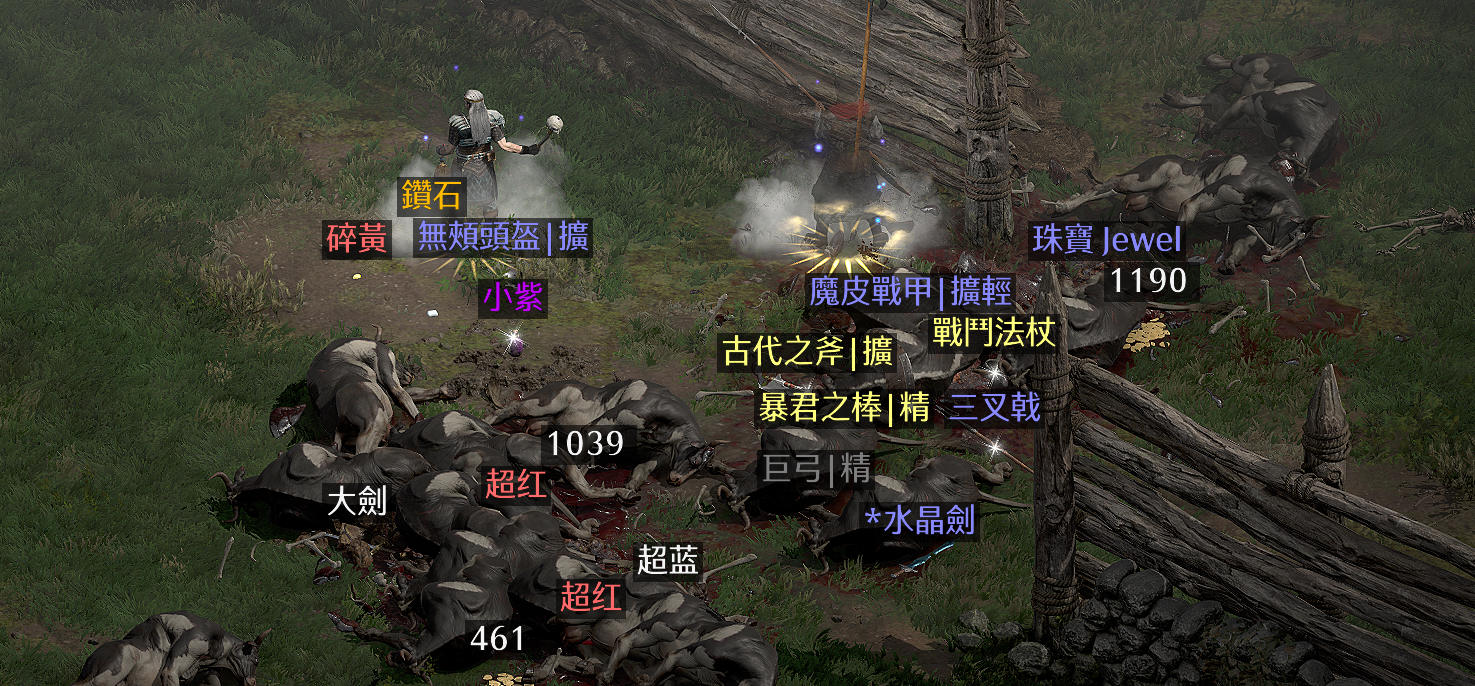 鑽石
碎黃
無頰頭盔|擴
珠寶 Jewel
1190
小紫
魔皮戰甲|擴輕
戰鬥法杖
古代之斧|擴
暴君之棒|精
三叉戟
1039
巨弓|精
超红
大劍
*水晶劍
超蓝
超红
461